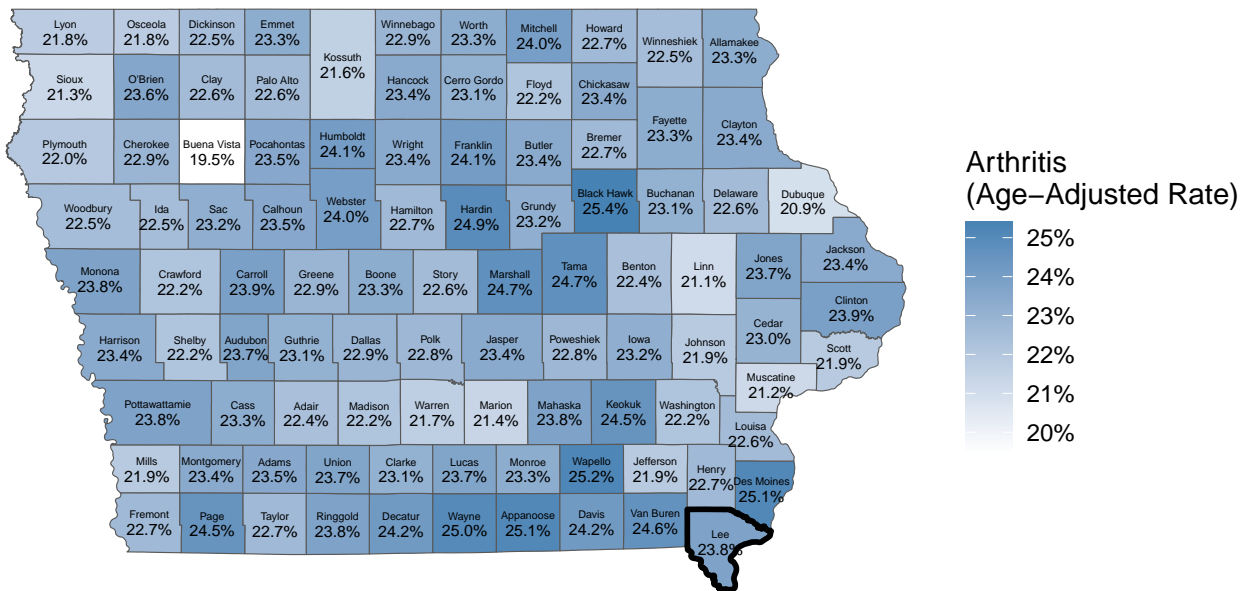 Lyon
21.8%
Osceola
21.8%
Dickinson
22.5%
Emmet
23.3%
Kossuth
21.6%
Winnebago
22.9%
Worth
23.3%
Mitchell
24.0%
Howard
22.7%
Winneshiek
22.5%
Allamakee
23.3%
Sioux
21.3%
O'Brien
23.6%
Clay
22.6%
Palo Alto
22.6%
Hancock
23.4%
Cerro Gordo
23.1%
Floyd
22.2%
Chickasaw
23.4%
Fayette
23.3%
Clayton
23.4%
Plymouth
22.0%
Cherokee
22.9%
Buena Vista
19.5%
Pocahontas
23.5%
Humboldt
24.1%
Wright
23.4%
Franklin
24.1%
Butler
23.4%
Bremer
22.7%
Woodbury
22.5%
Ida
22.5%
Sac
23.2%
Calhoun
23.5%
Webster
24.0%
Hamilton
22.7%
Hardin
24.9%
Grundy
23.2%
Black Hawk
25.4%
Buchanan
23.1%
Delaware
22.6%
Dubuque
20.9%
Monona
23.8%
Crawford
22.2%
Carroll
23.9%
Greene
22.9%
Boone
23.3%
Story
22.6%
Marshall
24.7%
Tama
24.7%
Benton
22.4%
Linn
21.1%
Jones
23.7%
Jackson
23.4%
Clinton
23.9%
Harrison
23.4%
Shelby
22.2%
Audubon
23.7%
Guthrie
23.1%
Dallas
22.9%
Polk
22.8%
Jasper
23.4%
Poweshiek
22.8%
Iowa
23.2%
Johnson
21.9%
Cedar
23.0%
Scott
21.9%
Muscatine
21.2%
Pottawattamie
23.8%
Cass
23.3%
Adair
22.4%
Madison
22.2%
Warren
21.7%
Marion
21.4%
Mahaska
23.8%
Keokuk
24.5%
Washington
22.2%
Louisa
22.6%
Mills
21.9%
Montgomery
23.4%
Adams
23.5%
Union
23.7%
Clarke
23.1%
Lucas
23.7%
Monroe
23.3%
Wapello
25.2%
Jefferson
21.9%
Henry
22.7%
Des Moines
25.1%
Fremont
22.7%
Page
24.5%
Taylor
22.7%
Ringgold
23.8%
Decatur
24.2%
Wayne
25.0%
Appanoose
25.1%
Davis
24.2%
Van Buren
24.6%
Lee
23.8%
Arthritis
(Age−Adjusted Rate)
25%
24%
23%
22%
21%
20%